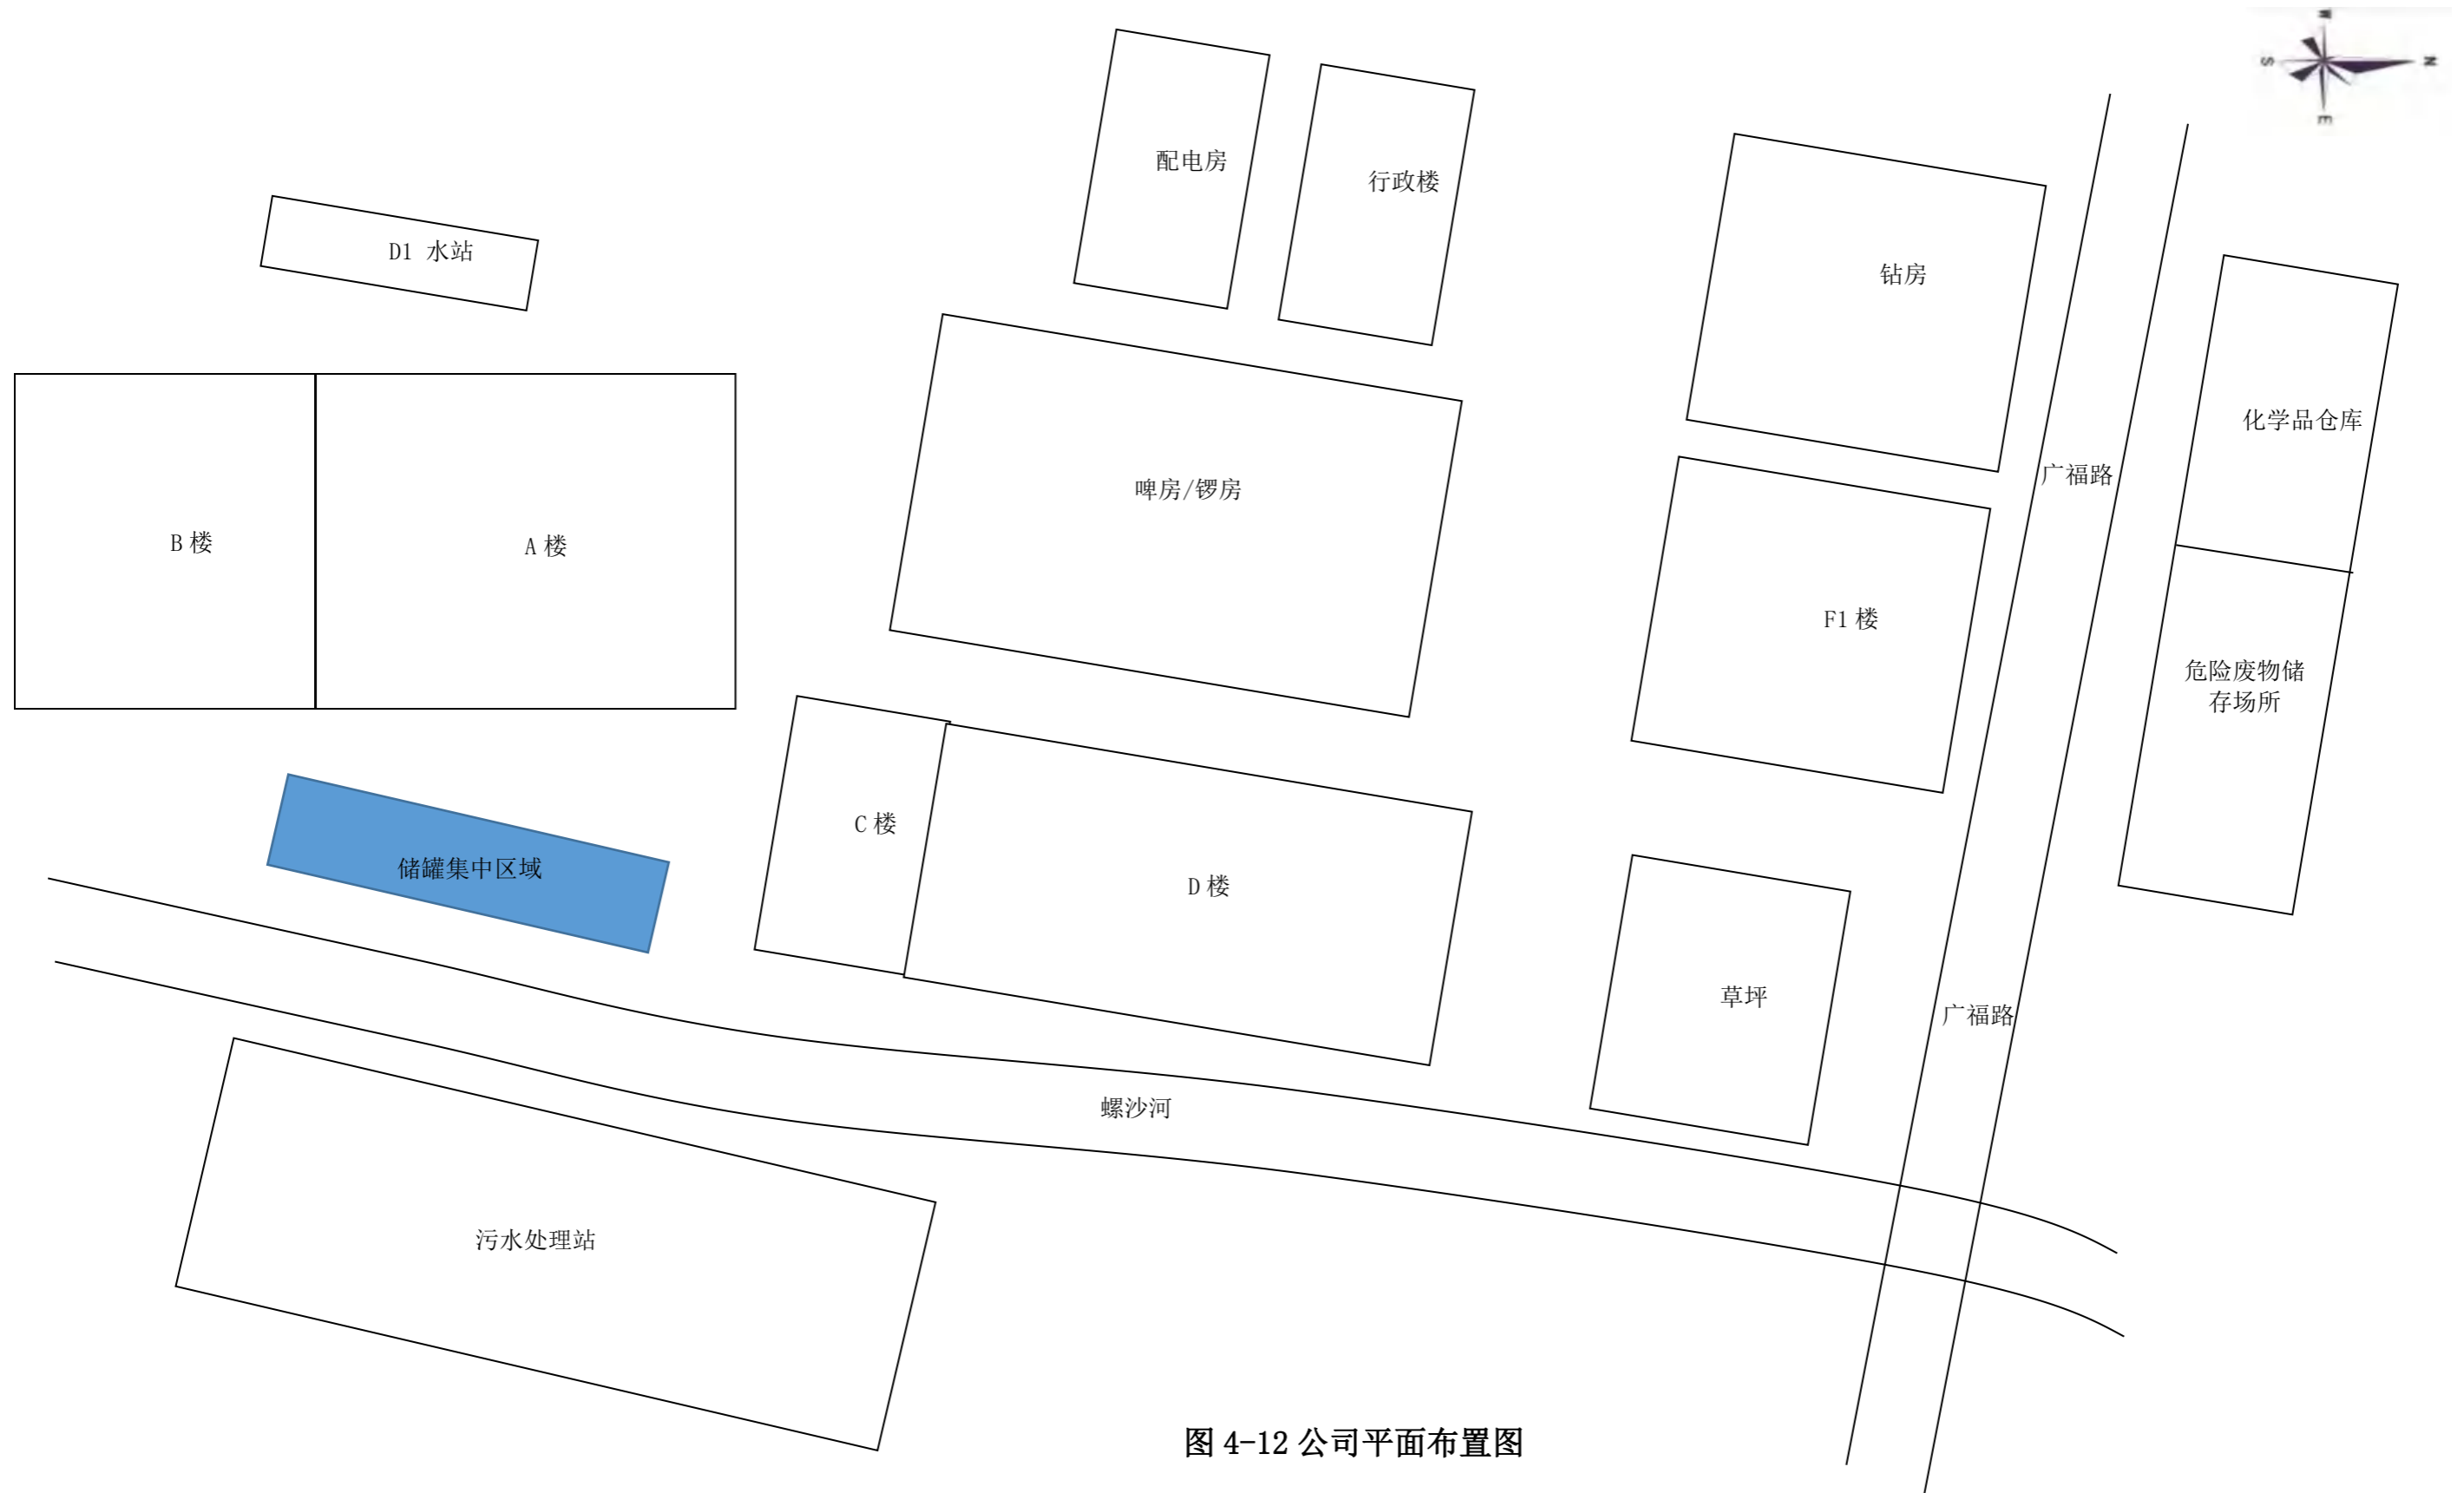 W
S
N
E
配电房
行政楼
D1 水站
钻房
化学品仓库
广福路
啤房/锣房
B 楼
A 楼
F1 楼
危险废物储
存场所
C 楼
储罐集中区域
D 楼
草坪
广福路
螺沙河
污水处理站
图 4-12 公司平面布置图